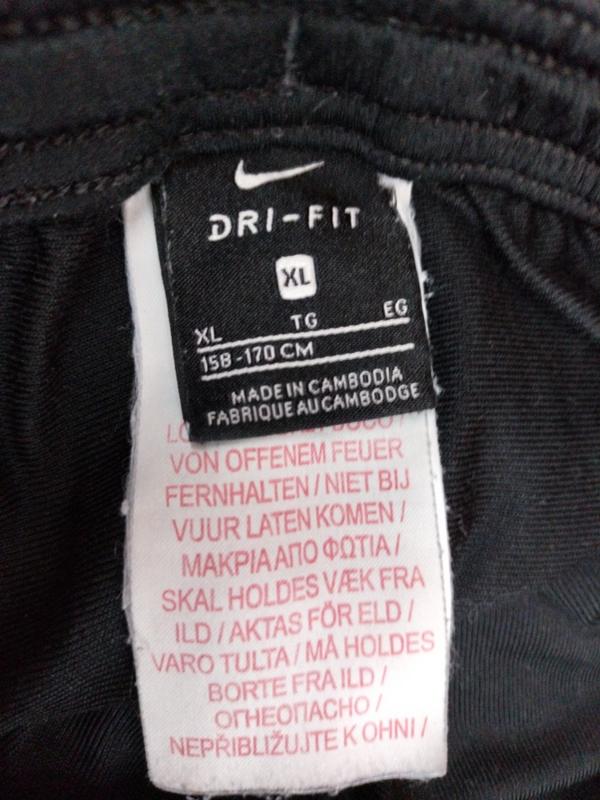 DRI-FIT
XL
XL TG EG
158-170 CM
MADE IN CAMBODIA
FABRIQUE AU CAMBODGE
VON OFFENEM FEUER
FERNHALTEN / NIET BIJ
VUUR LATEN KOMEN /
ΜΑΚΡΙΑ ΑΠΟ ΦΩΤΙΑ /
SKAL HOLDES VÆK FRA
ILD / AKTAS FÖR ELD /
VARO TULTA / MÅ HOLDES
BORTE FRA ILD /
ОГНЕОПАСНО /
NEPŘIBLIŽUJTE K OHNI /